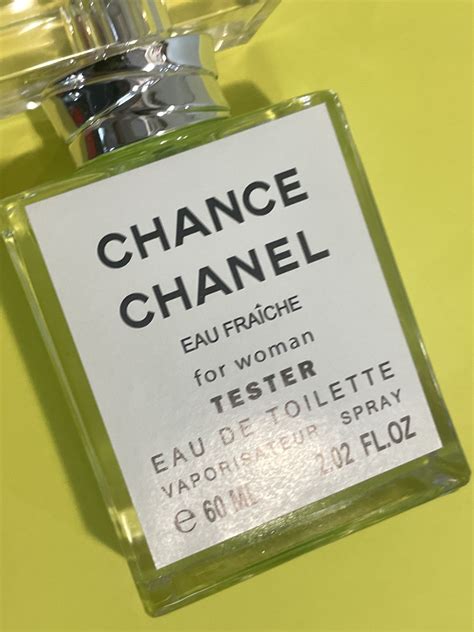 CHANCE
CHANEL
EAU FRAÎCHE
for woman
TESTER
EAU DE TOILETTE
VAPORISATEUR SPRAY
℮ 60 ML 2.02 FL.OZ